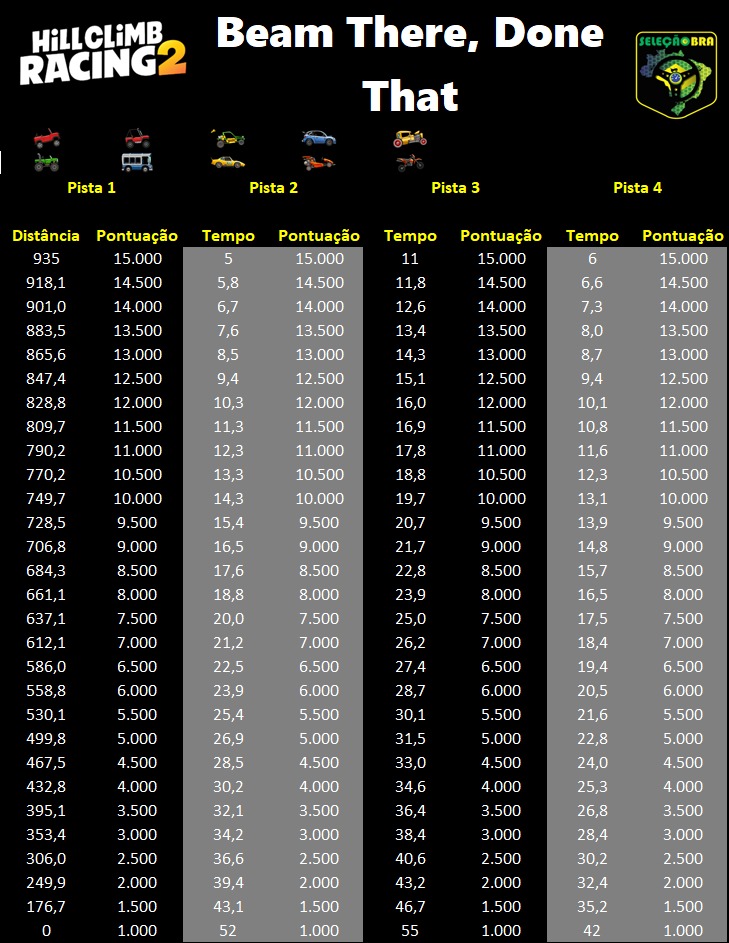 HILL CLIMB
RACING 2
Beam There, Done
That
SELEÇÃO BRA
Pista 1 Pista 2 Pista 3 Pista 4
Distância Pontuação Tempo Pontuação Tempo Pontuação Tempo Pontuação
935 15.000 5 15.000 11 15.000 6 15.000
918,1 14.500 5,8 14.500 11,8 14.500 6,6 14.500
901,0 14.000 6,7 14.000 12,6 14.000 7,3 14.000
883,5 13.500 7,6 13.500 13,4 13.500 8,0 13.500
865,6 13.000 8,5 13.000 14,3 13.000 8,7 13.000
847,4 12.500 9,4 12.500 15,1 12.500 9,4 12.500
828,8 12.000 10,3 12.000 16,0 12.000 10,1 12.000
809,7 11.500 11,3 11.500 16,9 11.500 10,8 11.500
790,2 11.000 12,3 11.000 17,8 11.000 11,6 11.000
770,2 10.500 13,3 10.500 18,8 10.500 12,3 10.500
749,7 10.000 14,3 10.000 19,7 10.000 13,1 10.000
728,5 9.500 15,4 9.500 20,7 9.500 13,9 9.500
706,8 9.000 16,5 9.000 21,7 9.000 14,8 9.000
684,3 8.500 17,6 8.500 22,8 8.500 15,7 8.500
661,1 8.000 18,8 8.000 23,9 8.000 16,5 8.000
637,1 7.500 20,0 7.500 25,0 7.500 17,5 7.500
612,1 7.000 21,2 7.000 26,2 7.000 18,4 7.000
586,0 6.500 22,5 6.500 27,4 6.500 19,4 6.500
558,8 6.000 23,9 6.000 28,7 6.000 20,5 6.000
530,1 5.500 25,4 5.500 30,1 5.500 21,6 5.500
499,8 5.000 26,9 5.000 31,5 5.000 22,8 5.000
467,5 4.500 28,5 4.500 33,0 4.500 24,0 4.500
432,8 4.000 30,2 4.000 34,6 4.000 25,3 4.000
395,1 3.500 32,1 3.500 36,4 3.500 26,8 3.500
353,4 3.000 34,2 3.000 38,4 3.000 28,4 3.000
306,0 2.500 36,6 2.500 40,6 2.500 30,2 2.500
249,9 2.000 39,4 2.000 43,2 2.000 32,4 2.000
176,7 1.500 43,1 1.500 46,7 1.500 35,2 1.500
0 1.000 52 1.000 55 1.000 42 1.000